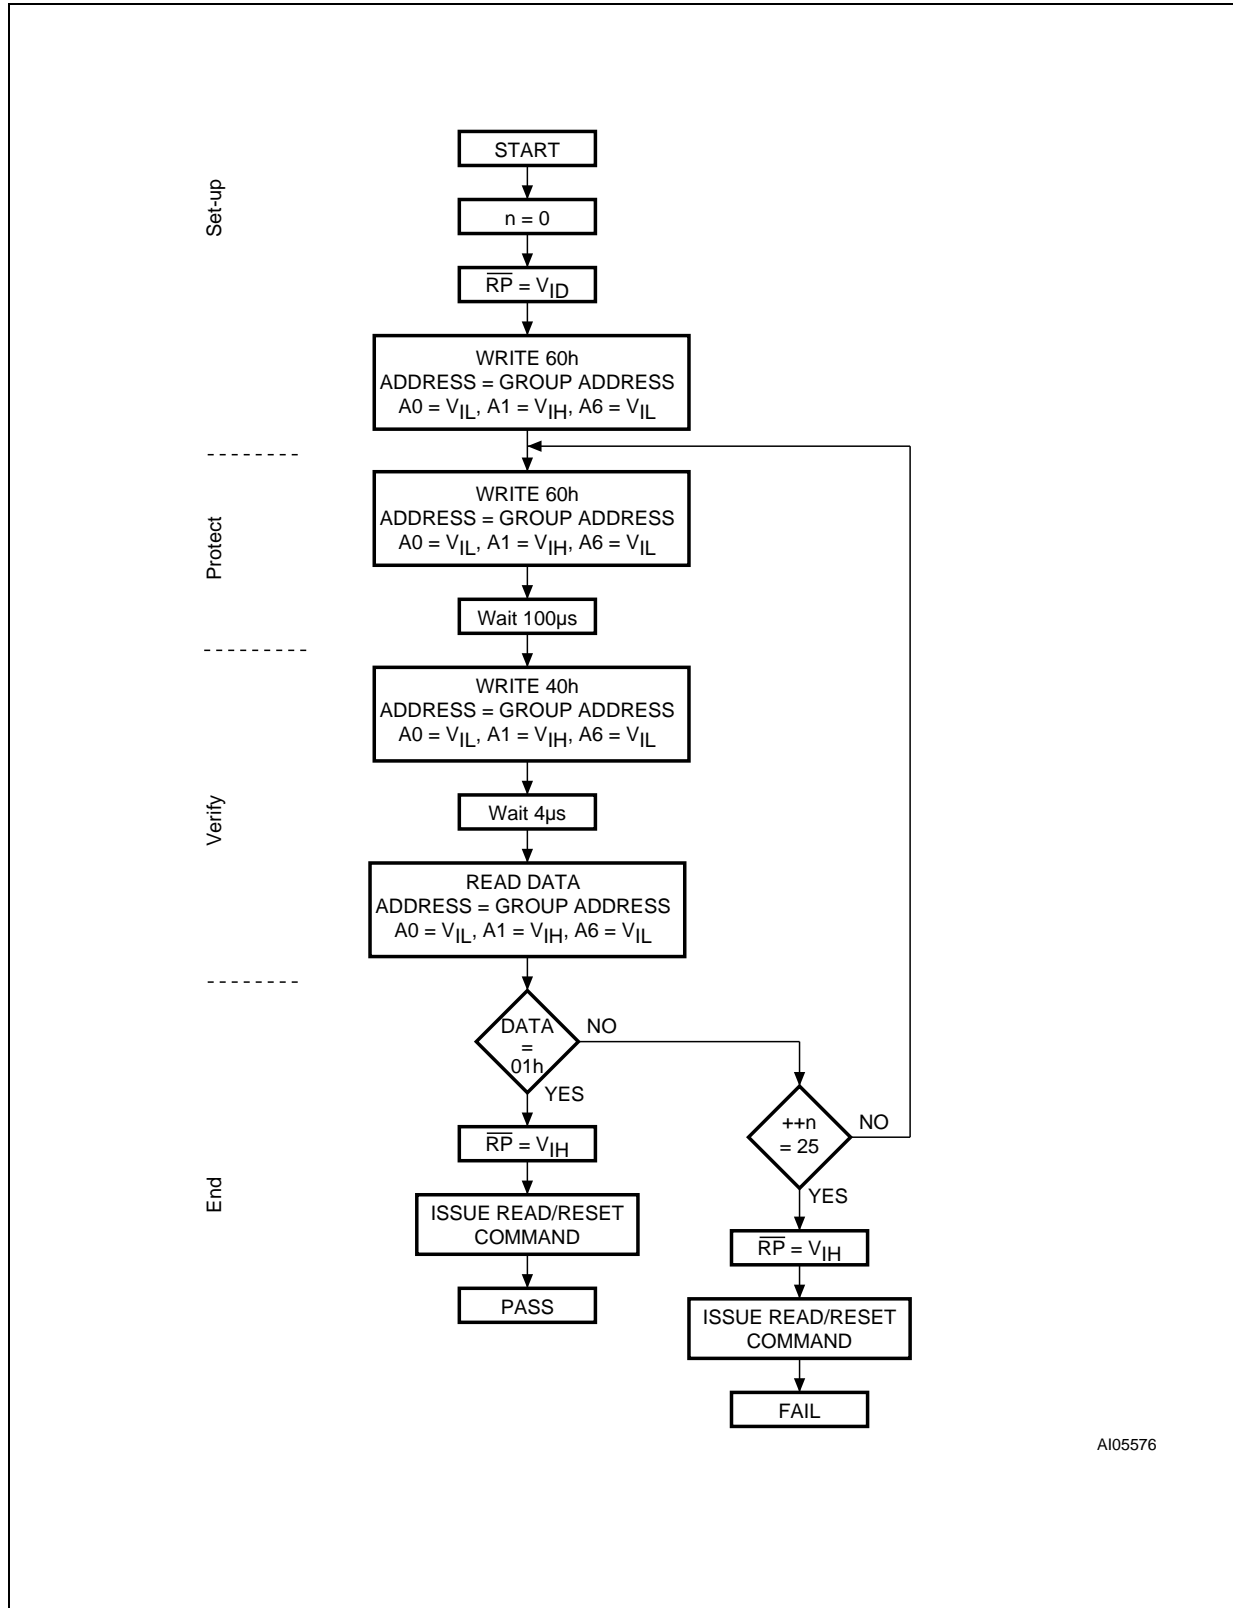 Set-up
START
n = 0
R̅P̅ = VID
WRITE 60h
ADDRESS = GROUP ADDRESS
A0 = VIL, A1 = VIH, A6 = VIL
Protect
WRITE 60h
ADDRESS = GROUP ADDRESS
A0 = VIL, A1 = VIH, A6 = VIL
Wait 100µs
Verify
WRITE 40h
ADDRESS = GROUP ADDRESS
A0 = VIL, A1 = VIH, A6 = VIL
Wait 4µs
READ DATA
ADDRESS = GROUP ADDRESS
A0 = VIL, A1 = VIH, A6 = VIL
End
DATA
=
01h
NO
YES
++n
= 25
NO
YES
R̅P̅ = VIH
ISSUE READ/RESET
COMMAND
PASS
R̅P̅ = VIH
ISSUE READ/RESET
COMMAND
FAIL
AI05576